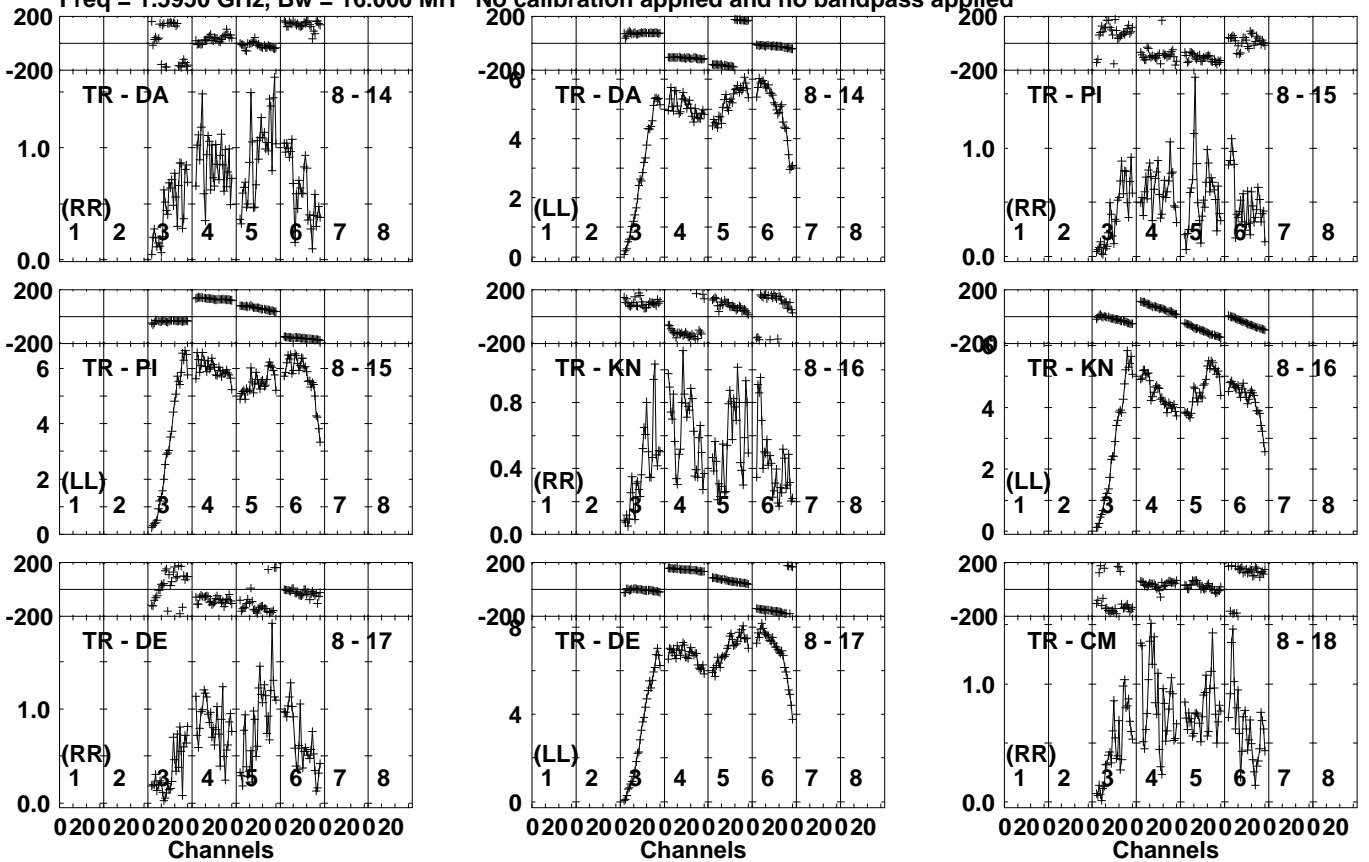 Freq = 1.5950 GHz, Bw = 16.000 MH No calibration applied and no bandpass applied
200 200 200
-200 -200 -200
TR - DA 8 - 14 TR - DA 8 - 14 TR - PI 8 - 15
6
1.0 4 1.0
2
(RR) (LL) (RR)
1 2 3 4 5 6 7 8 1 2 3 4 5 6 7 8 1 2 3 4 5 6 7 8
0.0 0 0.0
200 200 200
-200 -200 -200
6
TR - PI 8 - 15 TR - KN 8 - 16 TR - KN 8 - 16
6
0.8
4 4
0.4
2 2
(LL) (RR) (LL)
1 2 3 4 5 6 7 8 1 2 3 4 5 6 7 8 1 2 3 4 5 6 7 8
0 0.0 0
200 200 200
-200 -200 -200
8
TR - DE 8 - 17 TR - DE 8 - 17 TR - CM 8 - 18
1.0 4 1.0
(RR) (LL) (RR)
1 2 3 4 5 6 7 8 1 2 3 4 5 6 7 8 1 2 3 4 5 6 7 8
0.0 0 0.0
0 20 0 20 0 20 0 20 0 20 0 20 0 20 0 20 0 20 0 20 0 20 0 20 0 20 0 20 0 20 0 20 0 20 0 20 0 20 0 20 0 20 0 20 0 20 0 20
Channels Channels Channels